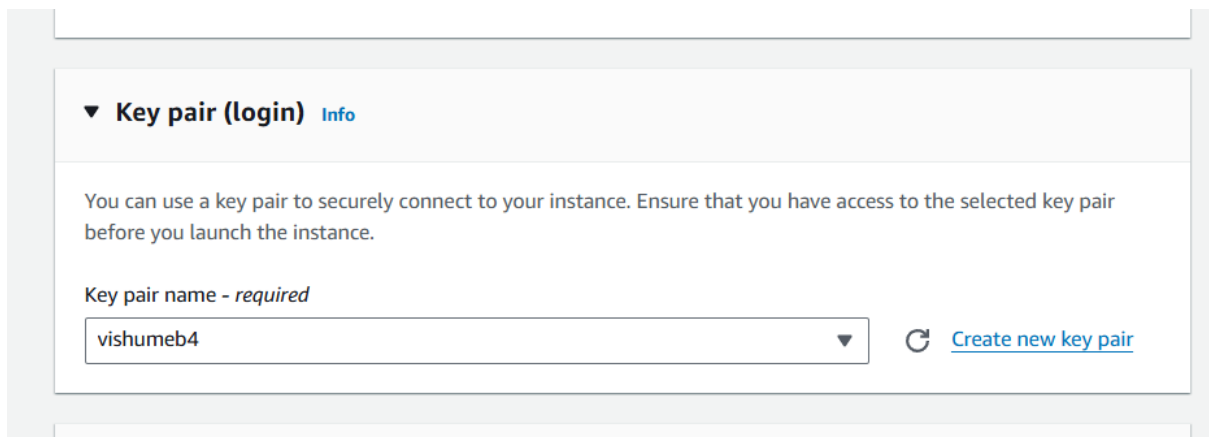 Key pair (login) Info
You can use a key pair to securely connect to your instance. Ensure that you have access to the selected key pair
before you launch the instance.
Key pair name - required
vishumeb4 Create new key pair